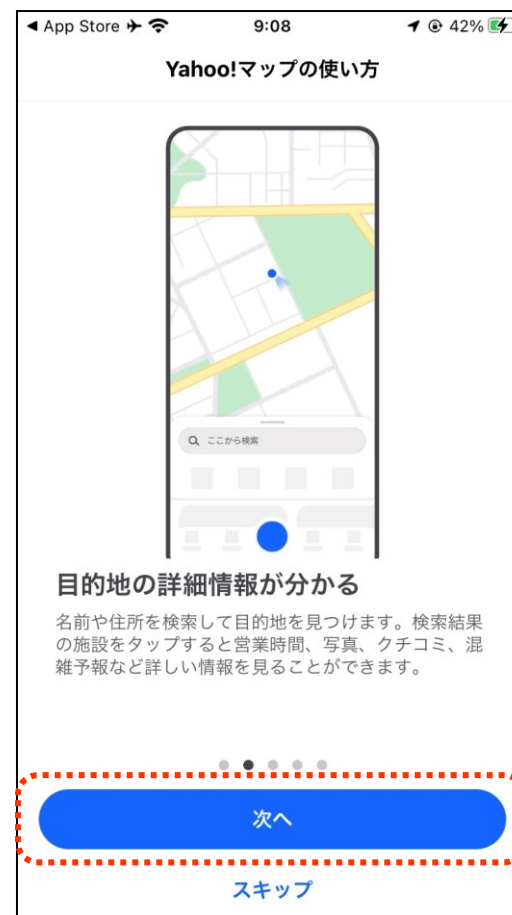 App Store
9:08
42%
Yahoo!マップの使い方
ここから検索
目的地の詳細情報が分かる
名前や住所を検索して目的地を見つけます。検索結果
の施設をタップすると営業時間、写真、クチコミ、混
雑予報など詳しい情報を見ることができます。
次へ
スキップ